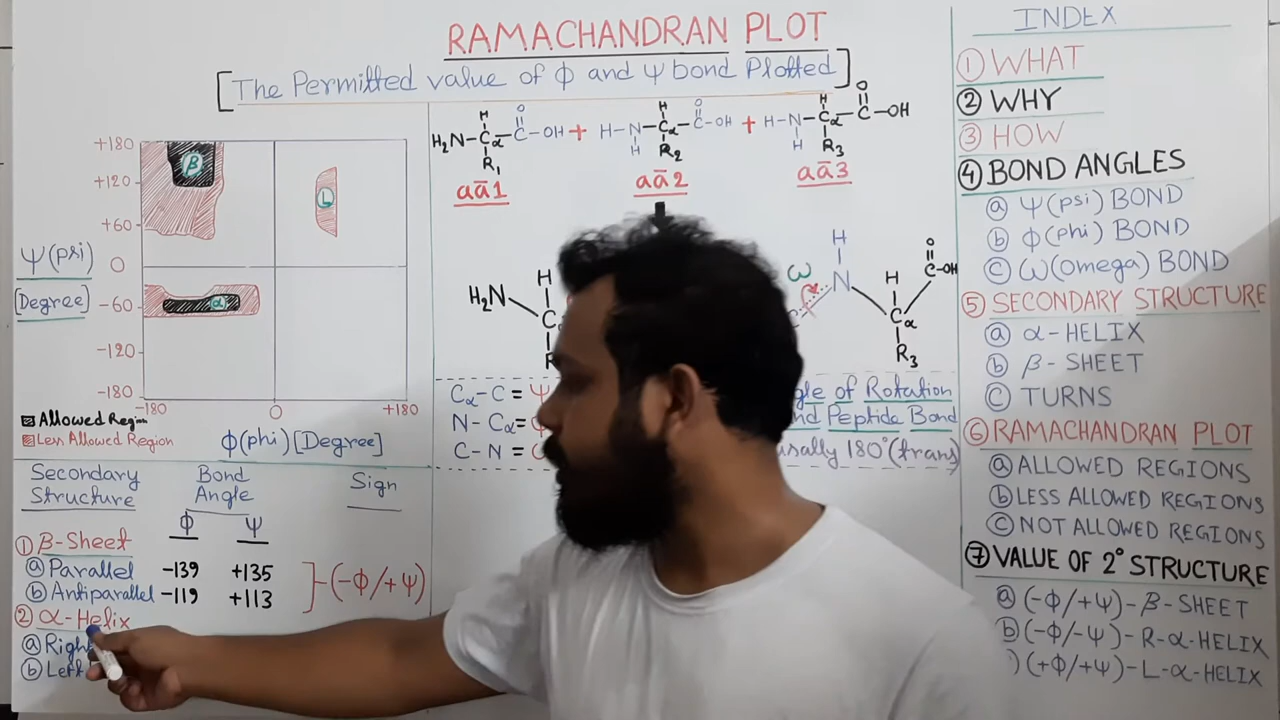 RAMACHANDRAN PLOT
[The Permitted value of Φ and Ψ bond Plotted]
H₂N-Cα-C-OH + H-N-Cα-C-OH + H-N-Cα-C-OH
H O H O H O
R₁ H R₂ H R₃
aā1 aā2 aā3
+180
+120
+60
0
-60
-120
-180
β
L
α
Ψ(psi)
[Degree]
-180 0 +180
Φ(phi)[Degree]
Allowed Region
Less Allowed Region
H₂N H
C
ω H
N H O
C-OH
Cα
R₃
Cα-C = Ψ
N-Cα=
C-N =
of Rotation
Peptide Bond
180°(trans)
Secondary Structure Bond Angle Sign
Φ Ψ
① β-Sheet
ⓐ Parallel -139 +135
ⓑ Antiparallel -119 +113
}-(-Φ/+Ψ)
② α-Helix
ⓐ
ⓑ Left
INDEX
① WHAT
② WHY
③ HOW
④ BOND ANGLES
ⓐ Ψ(psi) BOND
ⓑ Φ(phi) BOND
ⓒ ω(omega) BOND
⑤ SECONDARY STRUCTURE
ⓐ α-HELIX
ⓑ β-SHEET
ⓒ TURNS
⑥ RAMACHANDRAN PLOT
ⓐ ALLOWED REGIONS
ⓑ LESS ALLOWED REGIONS
ⓒ NOT ALLOWED REGIONS
⑦ VALUE OF 2° STRUCTURE
ⓐ (-Φ/+Ψ)-β-SHEET
ⓑ (-Φ/-Ψ)-R-α-HELIX
) (+Φ/+Ψ)-L-α-HELIX